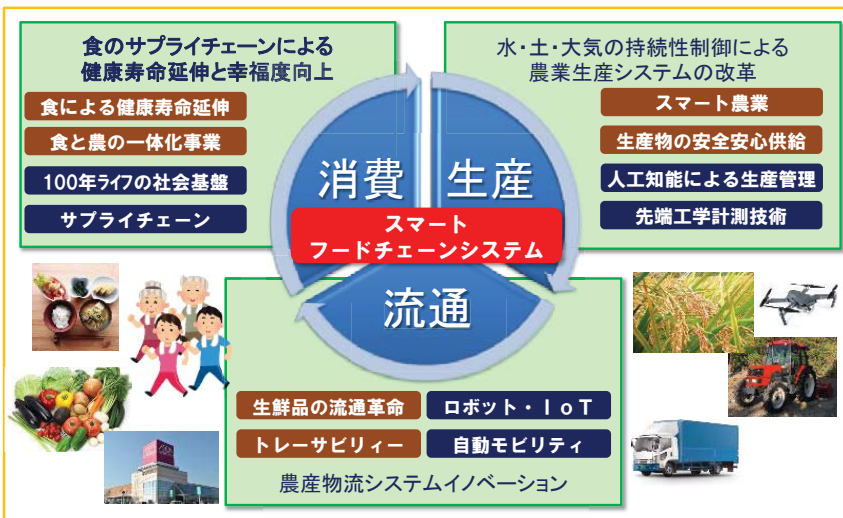 食のサプライチェーンによる
健康寿命延伸と幸福度向上
食による健康寿命延伸
食と農の一体化事業
100年ライフの社会基盤
サプライチェーン
水・土・大気の持続性制御による
農業生産システムの改革
スマート農業
生産物の安全安心供給
人工知能による生産管理
先端工学計測技術
消費
生産
スマート
フードチェーンシステム
流通
生鮮品の流通革命
ロボット・IoT
トレーサビリィー
自動モビリティ
農産物流システムイノベーション